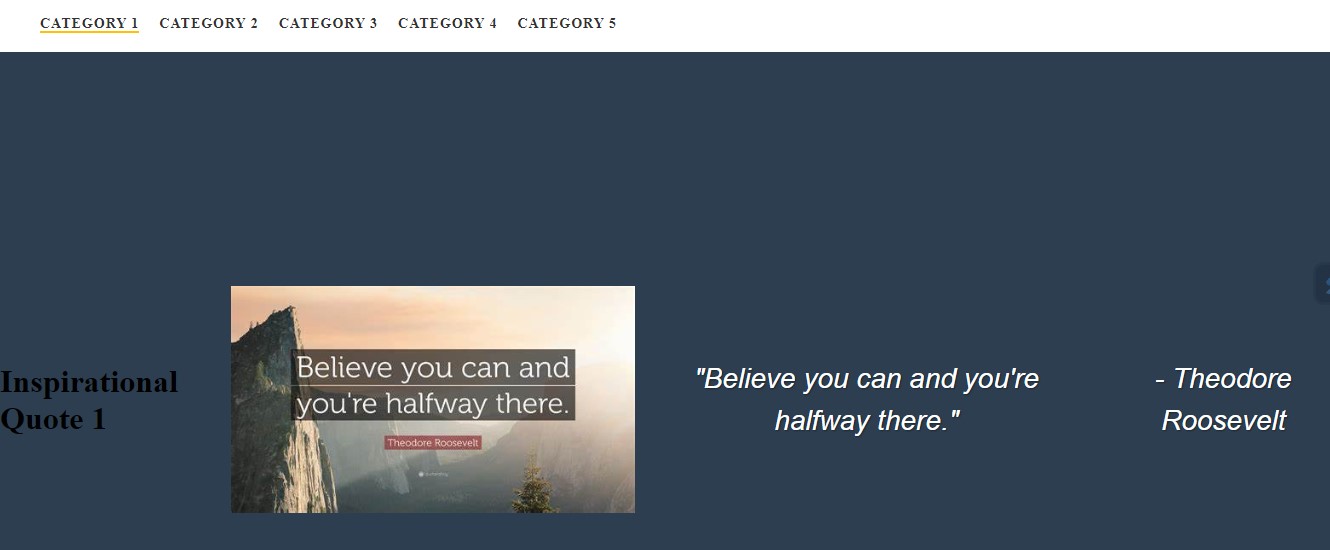 CATEGORY 1 CATEGORY 2 CATEGORY 3 CATEGORY 4 CATEGORY 5
Inspirational
Quote 1
Believe you can and
you're halfway there.
Theodore Roosevelt
"Believe you can and you're
halfway there."
- Theodore
Roosevelt